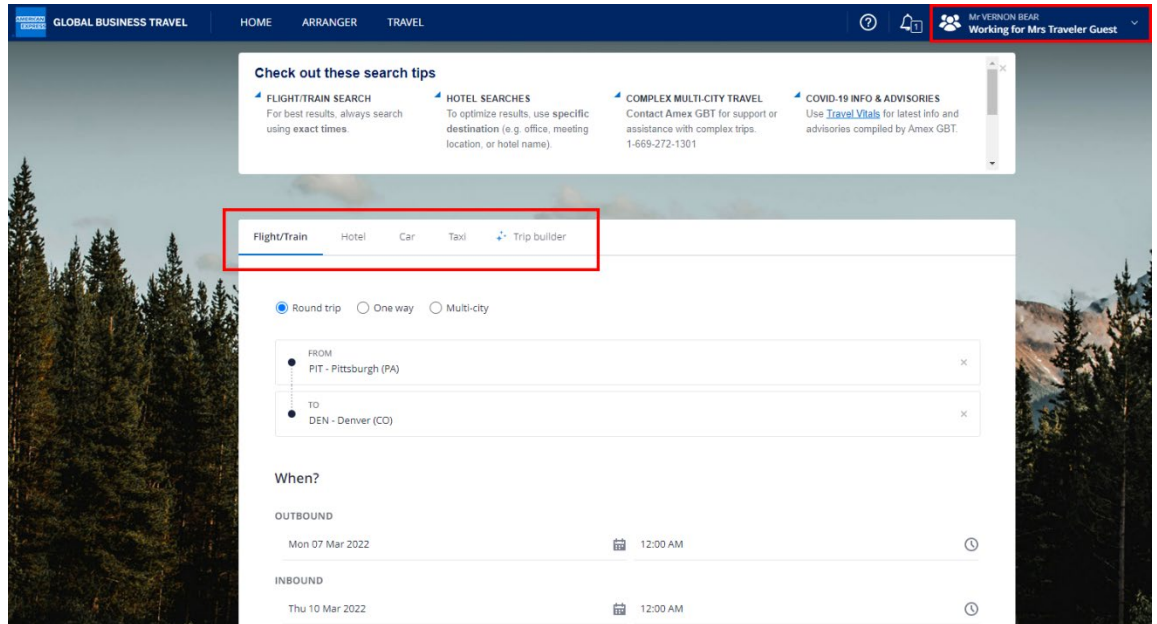 AMERICAN EXPRESS
GLOBAL BUSINESS TRAVEL
HOME ARRANGER TRAVEL
1
Mr VERNON BEAR
Working for Mrs Traveler Guest
Check out these search tips
FLIGHT/TRAIN SEARCH
For best results, always search
using exact times.
HOTEL SEARCHES
To optimize results, use specific
destination (e.g. office, meeting
location, or hotel name).
COMPLEX MULTI-CITY TRAVEL
Contact Amex GBT for support or
assistance with complex trips.
1-669-272-1301
COVID-19 INFO & ADVISORIES
Use Travel Vitals for latest info and
advisories compiled by Amex GBT.
Flight/Train Hotel Car Taxi Trip builder
Round trip One way Multi-city
FROM
PIT - Pittsburgh (PA)
TO
DEN - Denver (CO)
When?
OUTBOUND
Mon 07 Mar 2022 12:00 AM
INBOUND
Thu 10 Mar 2022 12:00 AM